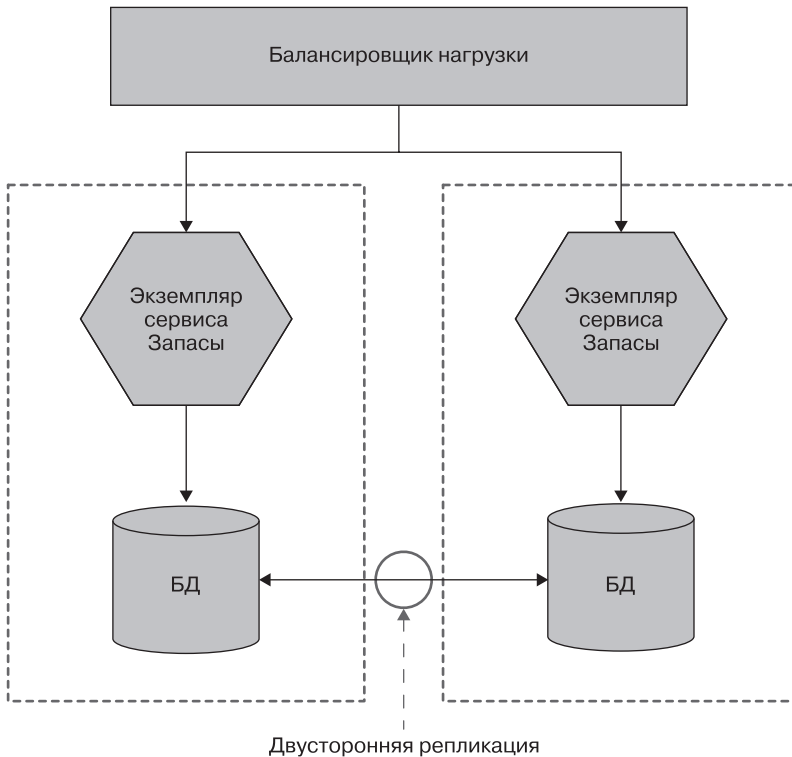 Балансировщик нагрузки
Экземпляр
сервиса
Запасы
Экземпляр
сервиса
Запасы
БД
БД
Двусторонняя репликация